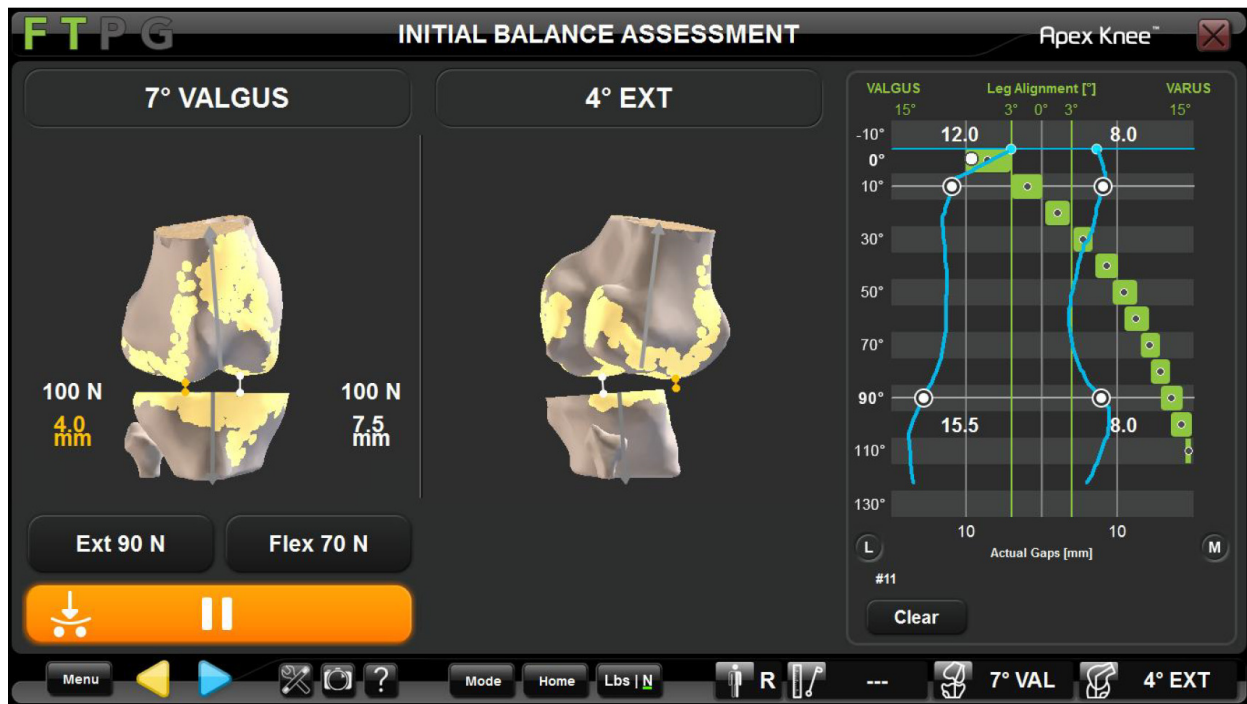 FTPG
INITIAL BALANCE ASSESSMENT
Apex Knee™
7° VALGUS
4° EXT
VALGUS
Leg Alignment [°]
VARUS
15°
3° 0° 3°
15°
-10°
12.0
8.0
0°
10°
30°
50°
70°
90°
15.5
8.0
110°
130°
10
10
L
Actual Gaps [mm]
M
#11
Clear
100 N
4.0
mm
100 N
7.5
mm
Ext 90 N
Flex 70 N
Menu
?
Mode
Home
Lbs | N
R
---
7° VAL
4° EXT